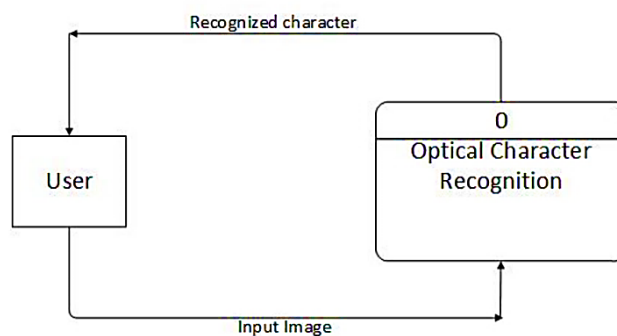 Recognized character
0
Optical Character
Recognition
User
Input Image